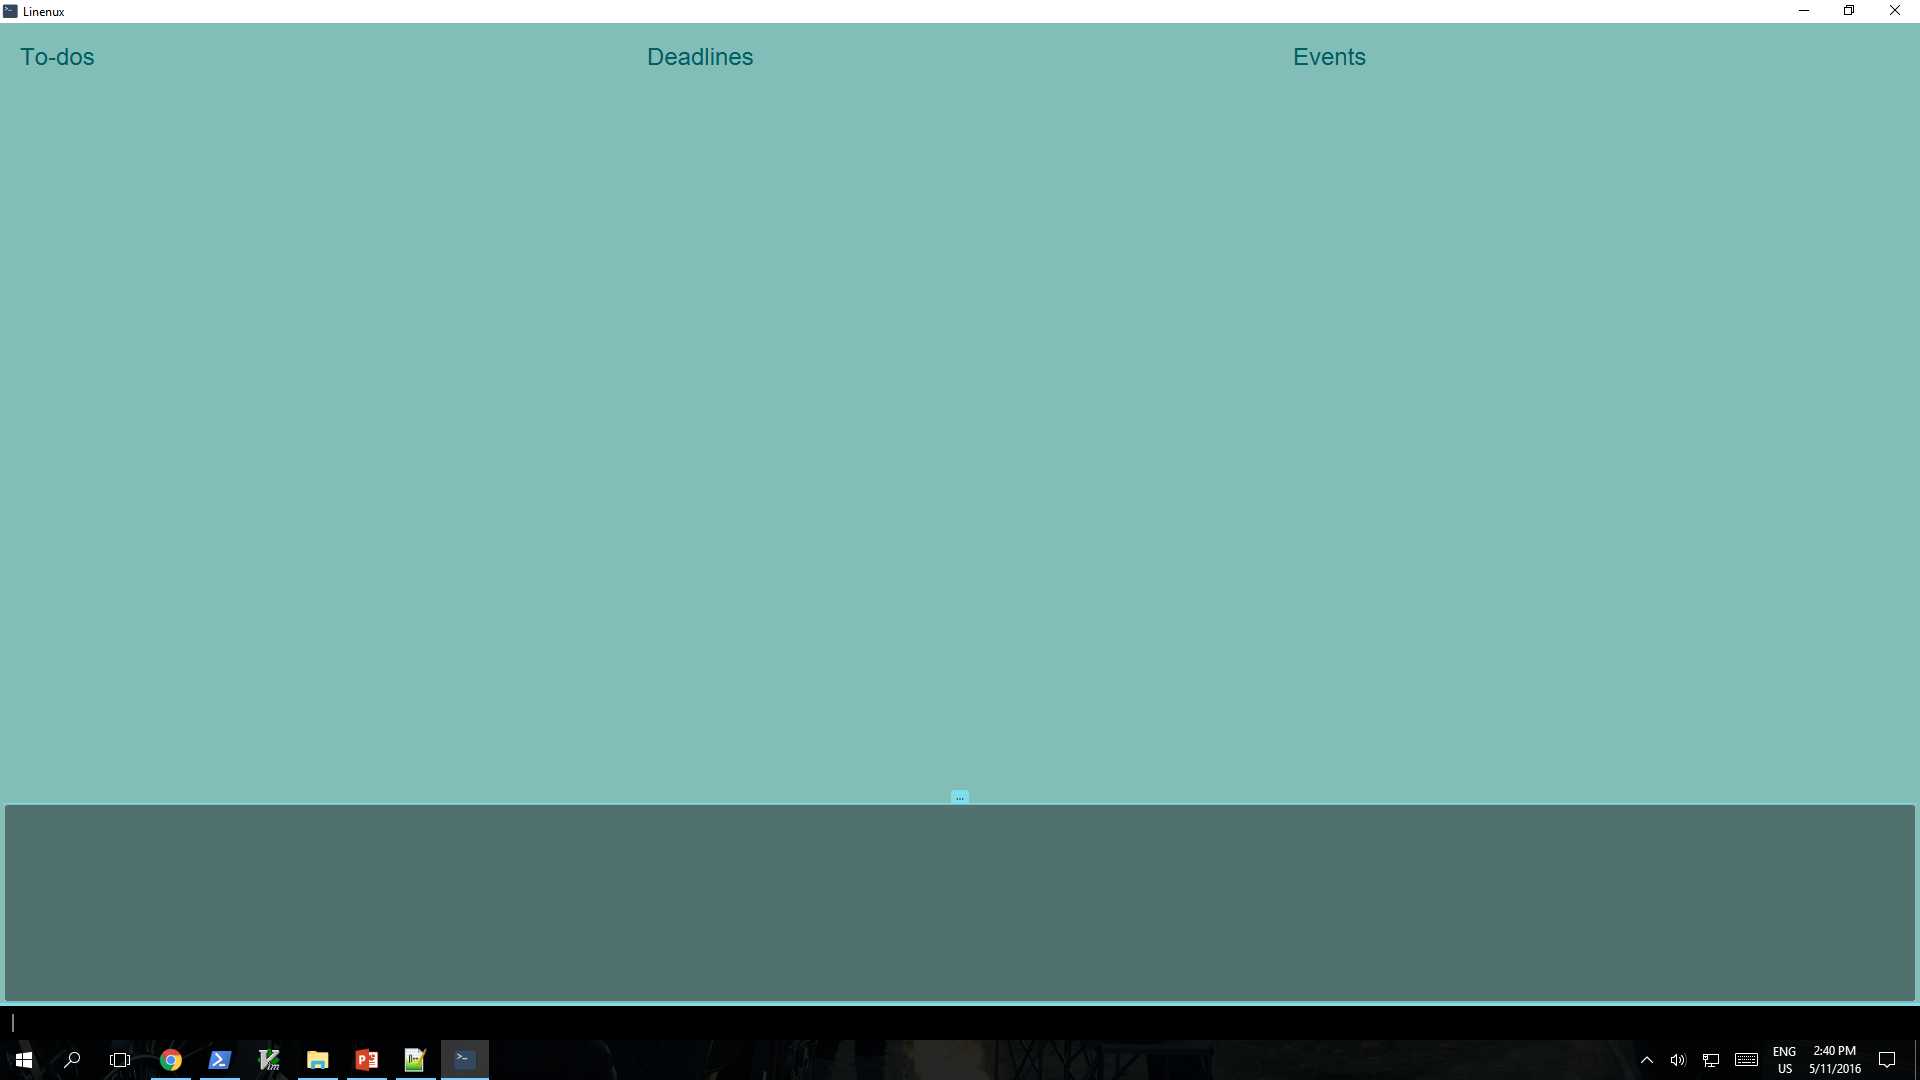 Linenux
To-dos
Deadlines
Events
...
ENG
US
2:40 PM
5/11/2016